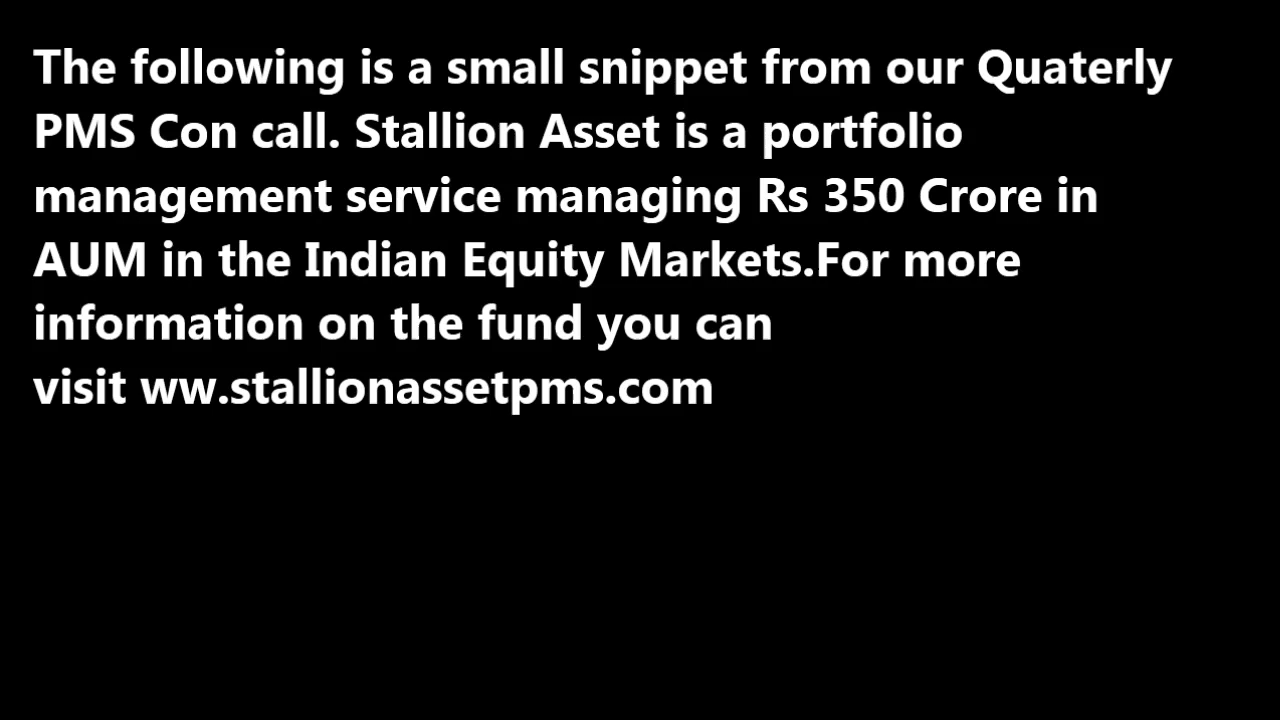 The following is a small snippet from our Quaterly
PMS Con call. Stallion Asset is a portfolio
management service managing Rs 350 Crore in
AUM in the Indian Equity Markets.For more
information on the fund you can
visit ww.stallionassetpms.com